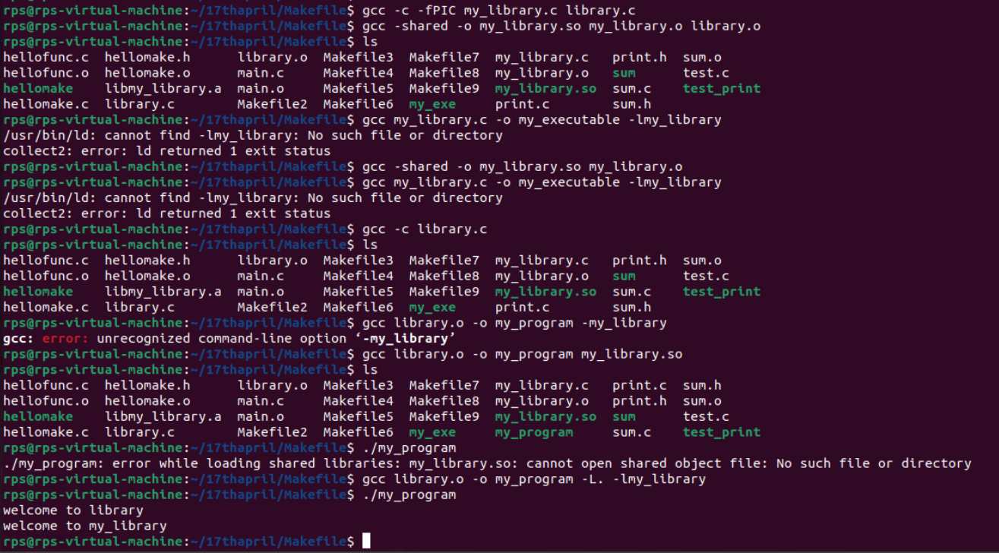 rps@rps-virtual-machine:~/17thapril/Makefile$ gcc -c -fPIC my_library.c library.c
rps@rps-virtual-machine:~/17thapril/Makefile$ gcc -shared -o my_library.so my_library.o library.o
rps@rps-virtual-machine:~/17thapril/Makefile$ ls
hellofunc.c  hellomake.h      library.o  Makefile3  Makefile7  my_library.c   print.h  sum.o
hellofunc.o  hellomake.o      main.c     Makefile4  Makefile8  my_library.o   sum      test.c
hellomake    libmy_library.a  main.o     Makefile5  Makefile9  my_library.so  sum.c    test_print
hellomake.c  library.c        Makefile2  Makefile6  my_exe     print.c        sum.h
rps@rps-virtual-machine:~/17thapril/Makefile$ gcc my_library.c -o my_executable -lmy_library
/usr/bin/ld: cannot find -lmy_library: No such file or directory
collect2: error: ld returned 1 exit status
rps@rps-virtual-machine:~/17thapril/Makefile$ gcc -shared -o my_library.so my_library.o
rps@rps-virtual-machine:~/17thapril/Makefile$ gcc my_library.c -o my_executable -lmy_library
/usr/bin/ld: cannot find -lmy_library: No such file or directory
collect2: error: ld returned 1 exit status
rps@rps-virtual-machine:~/17thapril/Makefile$ gcc -c library.c
rps@rps-virtual-machine:~/17thapril/Makefile$ ls
hellofunc.c  hellomake.h      library.o  Makefile3  Makefile7  my_library.c   print.h  sum.o
hellofunc.o  hellomake.o      main.c     Makefile4  Makefile8  my_library.o   sum      test.c
hellomake    libmy_library.a  main.o     Makefile5  Makefile9  my_library.so  sum.c    test_print
hellomake.c  library.c        Makefile2  Makefile6  my_exe     print.c        sum.h
rps@rps-virtual-machine:~/17thapril/Makefile$ gcc library.o -o my_program -my_library
gcc: error: unrecognized command-line option ‘-my_library’
rps@rps-virtual-machine:~/17thapril/Makefile$ gcc library.o -o my_program my_library.so
rps@rps-virtual-machine:~/17thapril/Makefile$ ls
hellofunc.c  hellomake.h      library.o  Makefile3  Makefile7  my_library.c   print.c  sum.h
hellofunc.o  hellomake.o      main.c     Makefile4  Makefile8  my_library.o   print.h  sum.o
hellomake    libmy_library.a  main.o     Makefile5  Makefile9  my_library.so  sum      test.c
hellomake.c  library.c        Makefile2  Makefile6  my_exe     my_program     sum.c    test_print
rps@rps-virtual-machine:~/17thapril/Makefile$ ./my_program
./my_program: error while loading shared libraries: my_library.so: cannot open shared object file: No such file or directory
rps@rps-virtual-machine:~/17thapril/Makefile$ gcc library.o -o my_program -L. -lmy_library
rps@rps-virtual-machine:~/17thapril/Makefile$ ./my_program
welcome to library
welcome to my_library
rps@rps-virtual-machine:~/17thapril/Makefile$